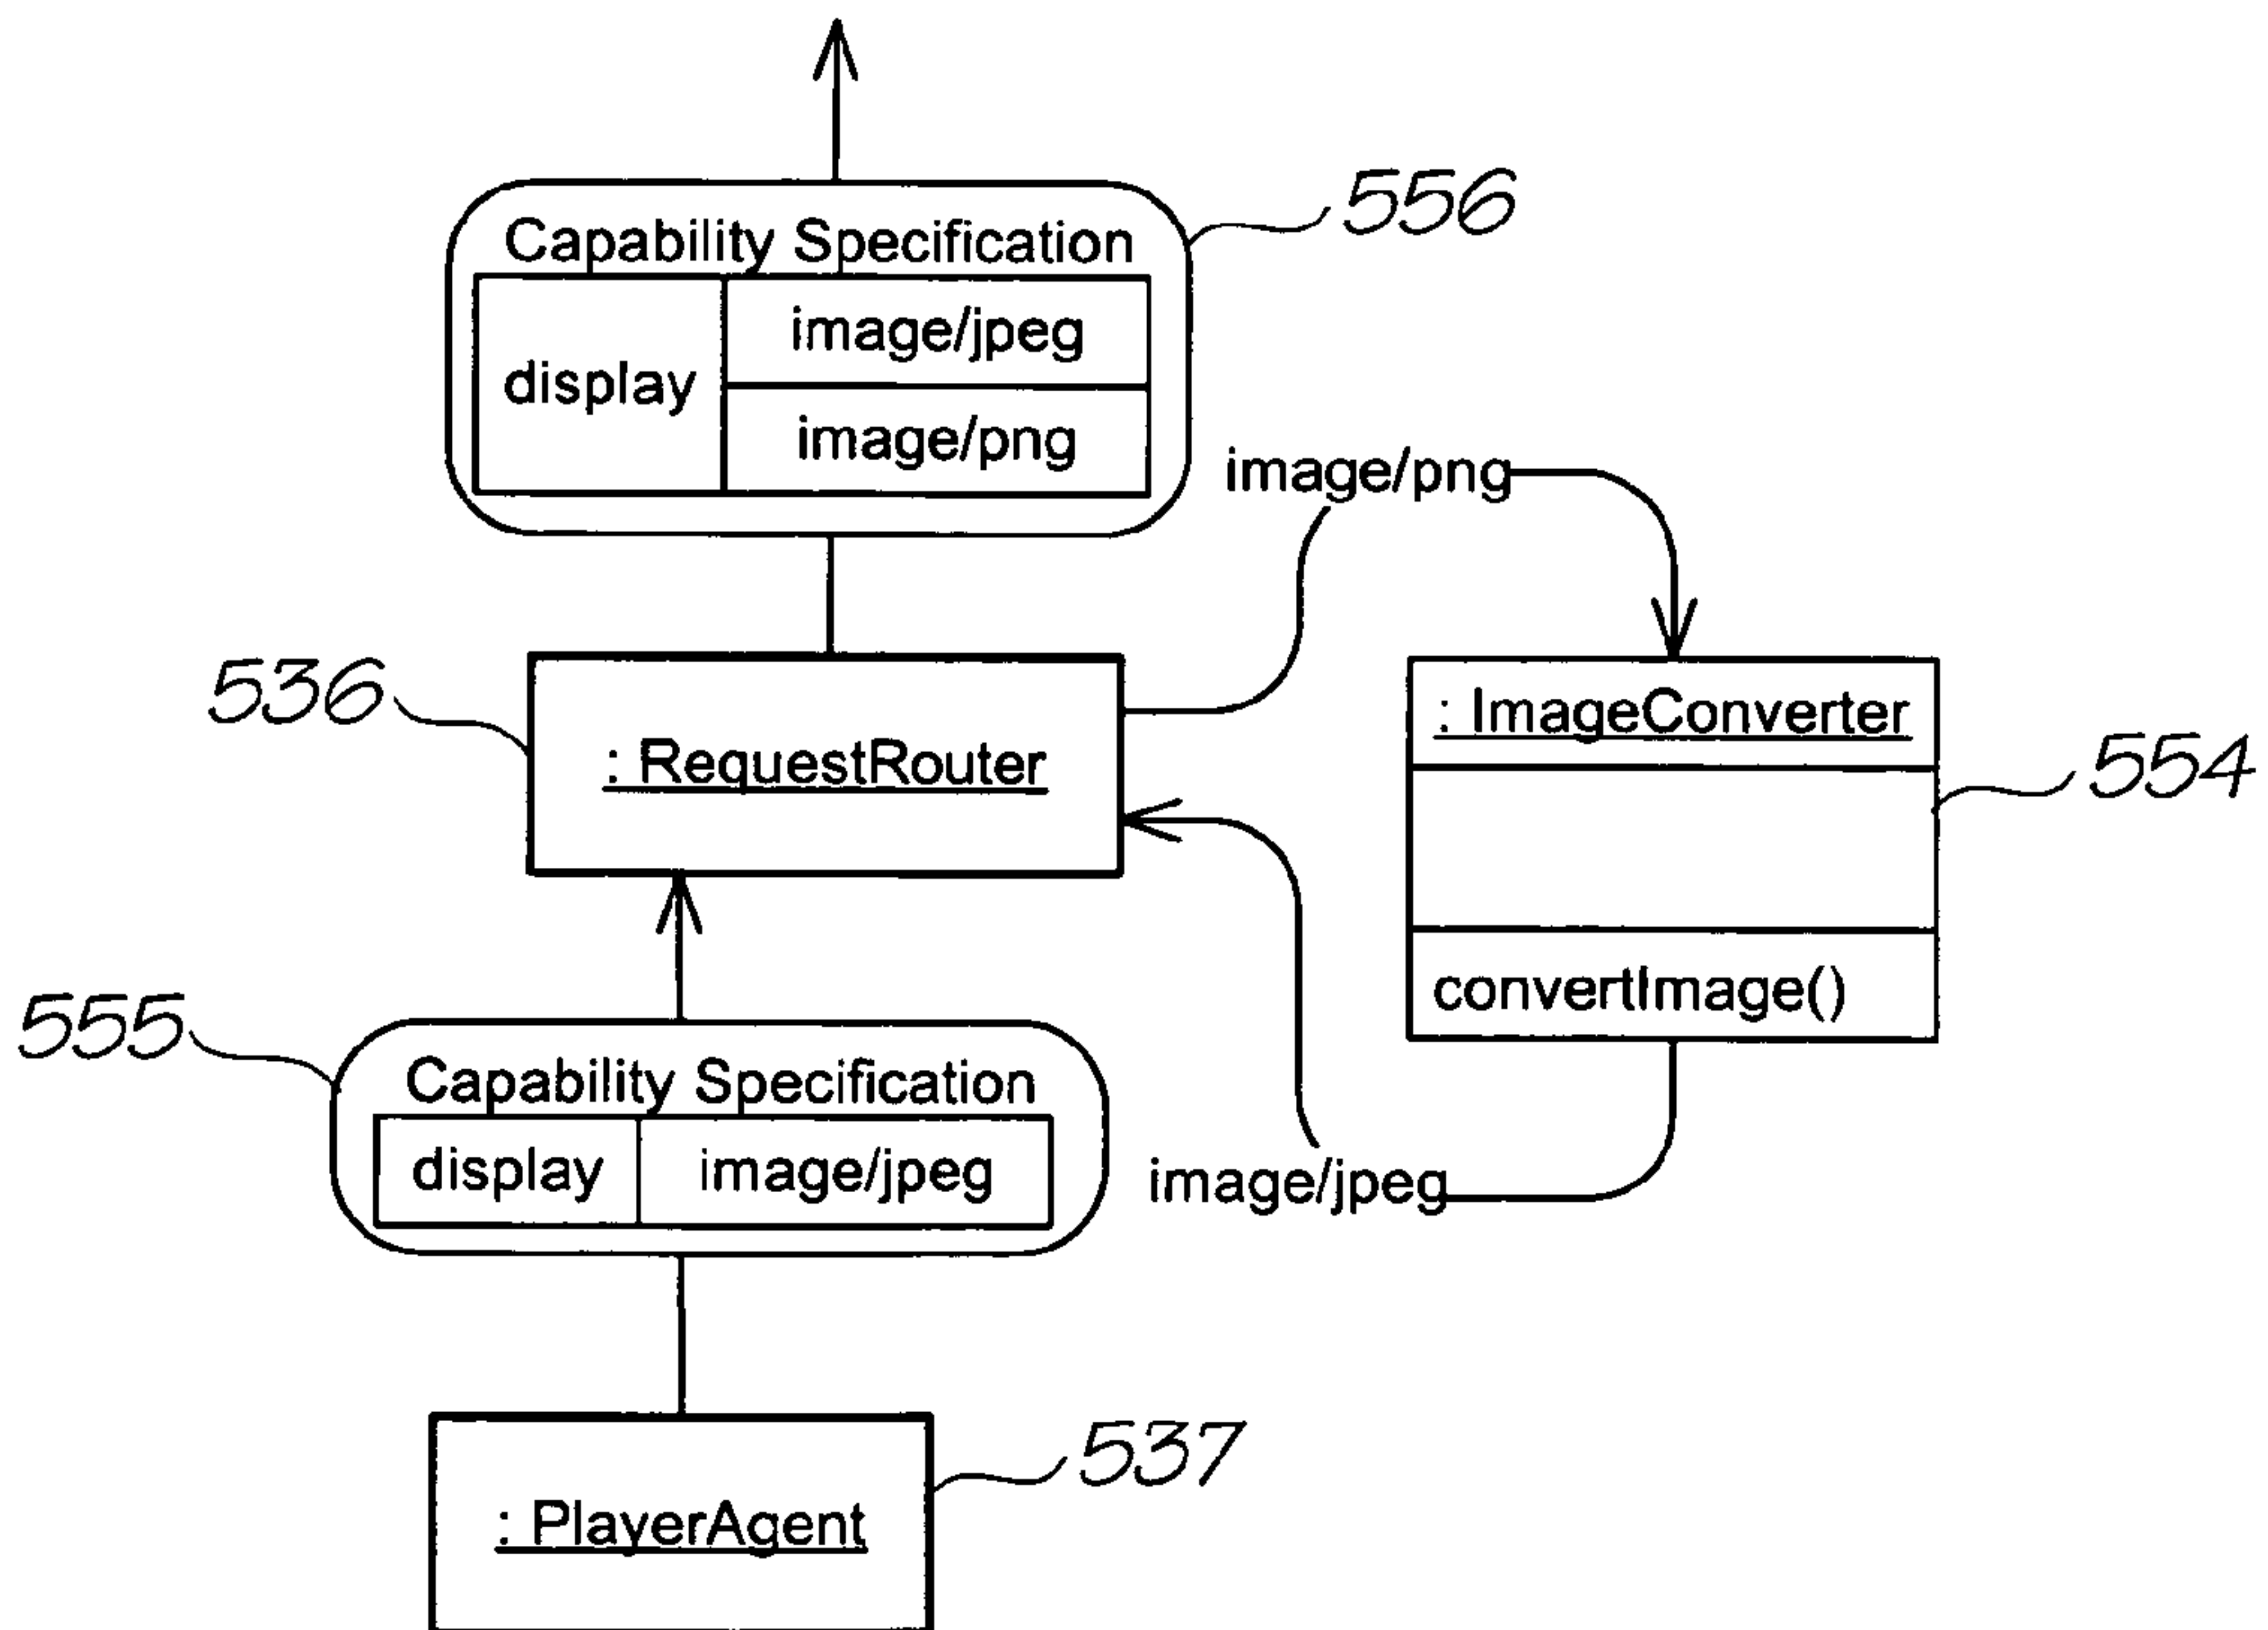 Capability Specification
556
display
image/jpeg
image/png
image/png
536
: RequestRouter
: ImageConverter
554
convertImage()
555
Capability Specification
display
image/jpeg
image/jpeg
537
: PlayerAgent